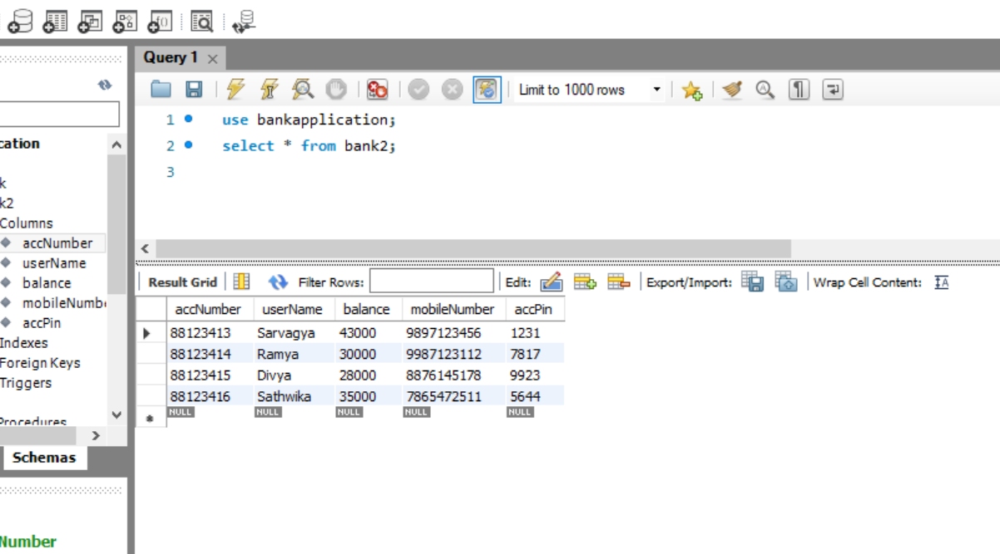 Query 1
Limit to 1000 rows
1 use bankapplication;
2 select * from bank2;
3
cation
k
k2
Columns
accNumber
userName
balance
mobileNumb
accPin
Indexes
Foreign Keys
Triggers
Procedures
Schemas
Number
Result Grid Filter Rows: Edit: Export/Import: Wrap Cell Content:
accNumber userName balance mobileNumber accPin
88123413 Sarvagya 43000 9897123456 1231
88123414 Ramya 30000 9987123112 7817
88123415 Divya 28000 8876145178 9923
88123416 Sathwika 35000 7865472511 5644
NULL NULL NULL NULL NULL